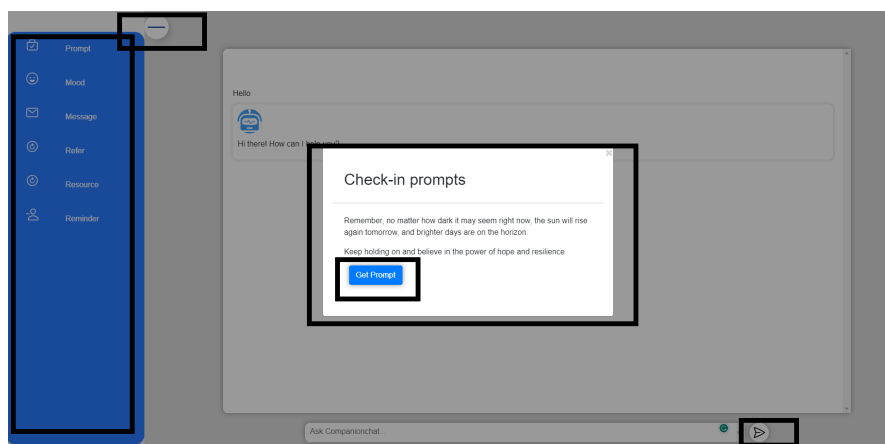 Prompt
Mood
Message
Refer
Resource
Reminder
Hello
Hi there! How can I help you?
×
Check-in prompts
Remember, no matter how dark it may seem right now, the sun will rise
again tomorrow, and brighter days are on the horizon.
Keep holding on and believe in the power of hope and resilience
Get Prompt
Ask Companionchat...